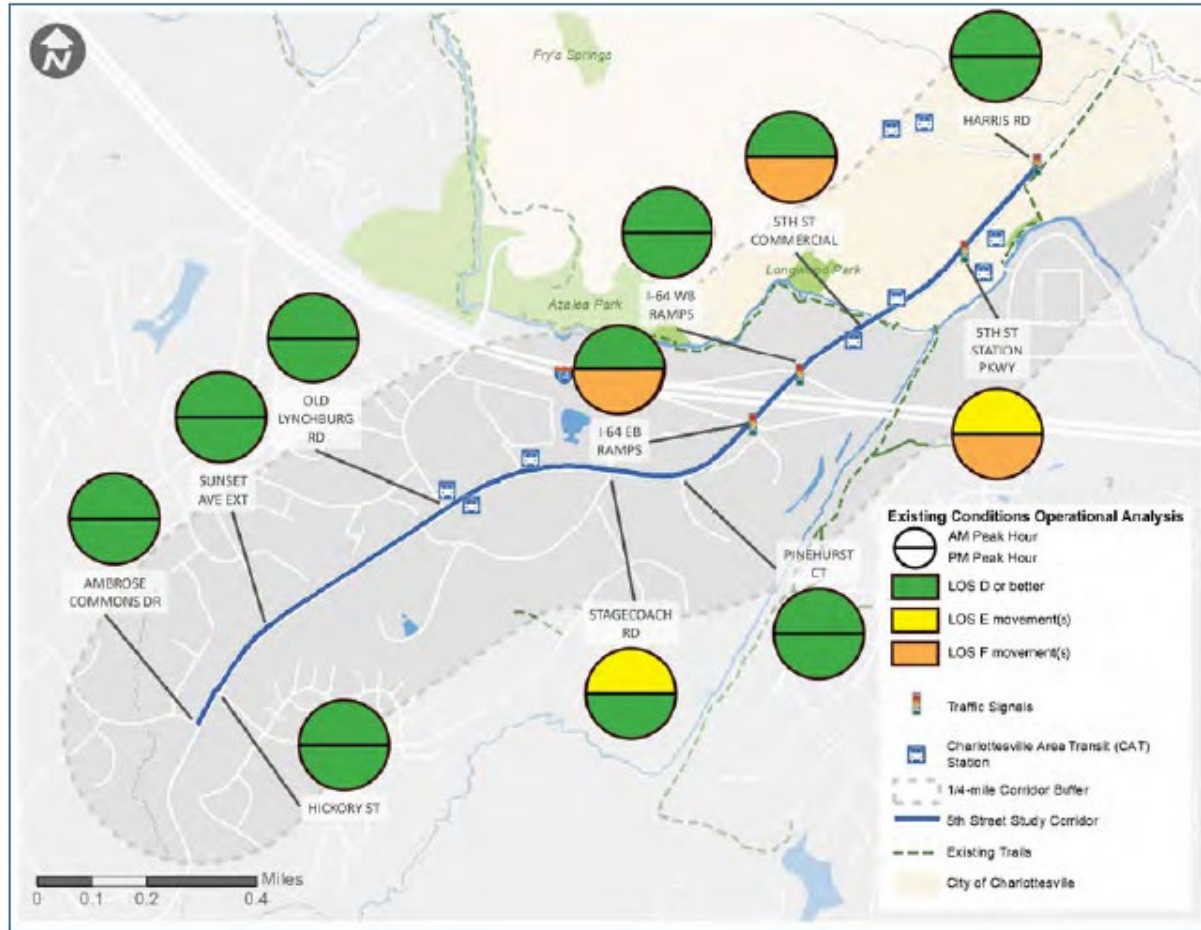 N
Fry's Springs
HARRIS RD
5TH ST
COMMERCIAL
I-64 WB
RAMPS
Longwood Park
Azalea Park
5TH ST
STATION
PKWY
OLD
LYNCHBURG
RD
64
I-64 EB
RAMPS
SUNSET
AVE EXT
AMBROSE
COMMONS DR
STAGECOACH
RD
PINEHURST
CT
HICKORY ST
Existing Conditions Operational Analysis
AM Peak Hour
PM Peak Hour
LOS D or better
LOS E movement(s)
LOS F movement(s)
Traffic Signals
Charlottesville Area Transit (CAT)
Station
1/4-mile Corridor Buffer
5th Street Study Corridor
Existing Trails
City of Charlottesville
Miles
0 0.1 0.2 0.4